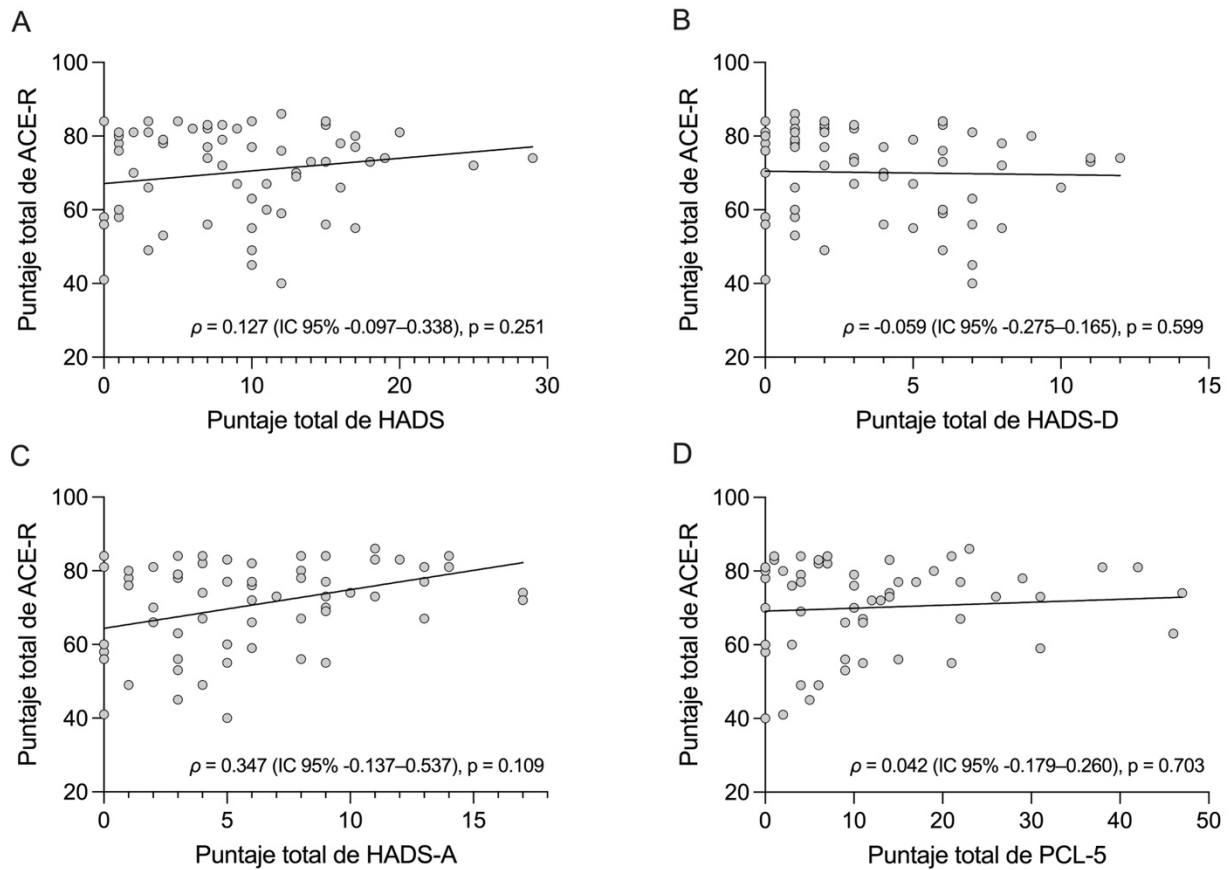 A
Puntaje total de ACE-R
100
80
60
40
20
ρ = 0.127 (IC 95% -0.097–0.338), p = 0.251
0 10 20 30
Puntaje total de HADS
B
Puntaje total de ACE-R
100
80
60
40
20
ρ = -0.059 (IC 95% -0.275–0.165), p = 0.599
0 5 10 15
Puntaje total de HADS-D
C
Puntaje total de ACE-R
100
80
60
40
20
ρ = 0.347 (IC 95% -0.137–0.537), p = 0.109
0 5 10 15
Puntaje total de HADS-A
D
Puntaje total de ACE-R
100
80
60
40
20
ρ = 0.042 (IC 95% -0.179–0.260), p = 0.703
0 10 20 30 40 50
Puntaje total de PCL-5